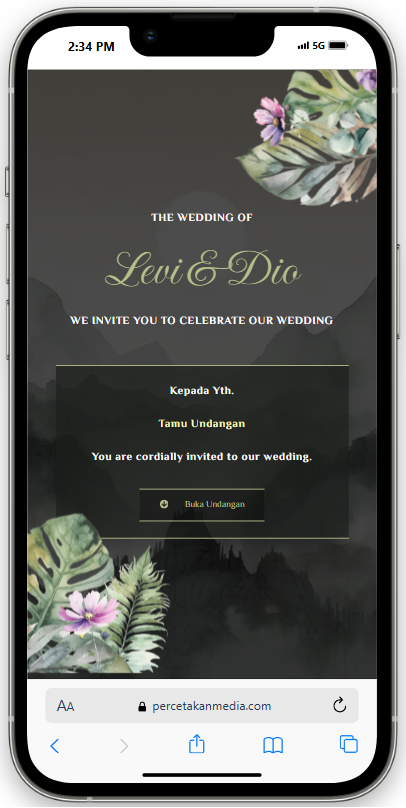 2:34 PM
5G
THE WEDDING OF
Levi & Dio
WE INVITE YOU TO CELEBRATE OUR WEDDING
Kepada Yth.
Tamu Undangan
You are cordially invited to our wedding.
Buka Undangan
AA
percetakanmedia.com